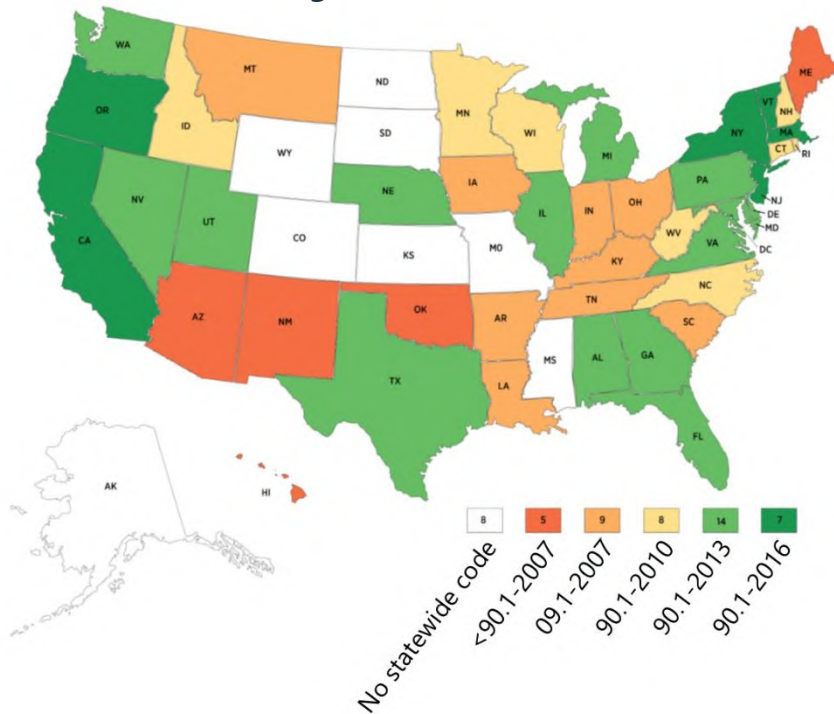 WA
MT
ND
MN
ME
OR
ID
SD
WI
VT
NH
NY
MA
WY
MI
CT
RI
IA
PA
NV
NE
NJ
UT
IL
IN
OH
DE
MD
CO
WV
VA
DC
CA
KS
MO
KY
NC
TN
AZ
NM
OK
AR
SC
MS
AL
GA
TX
LA
FL
AK
HI
8
5
9
8
14
7
No statewide code
<90.1-2007
09.1-2007
90.1-2010
90.1-2013
90.1-2016